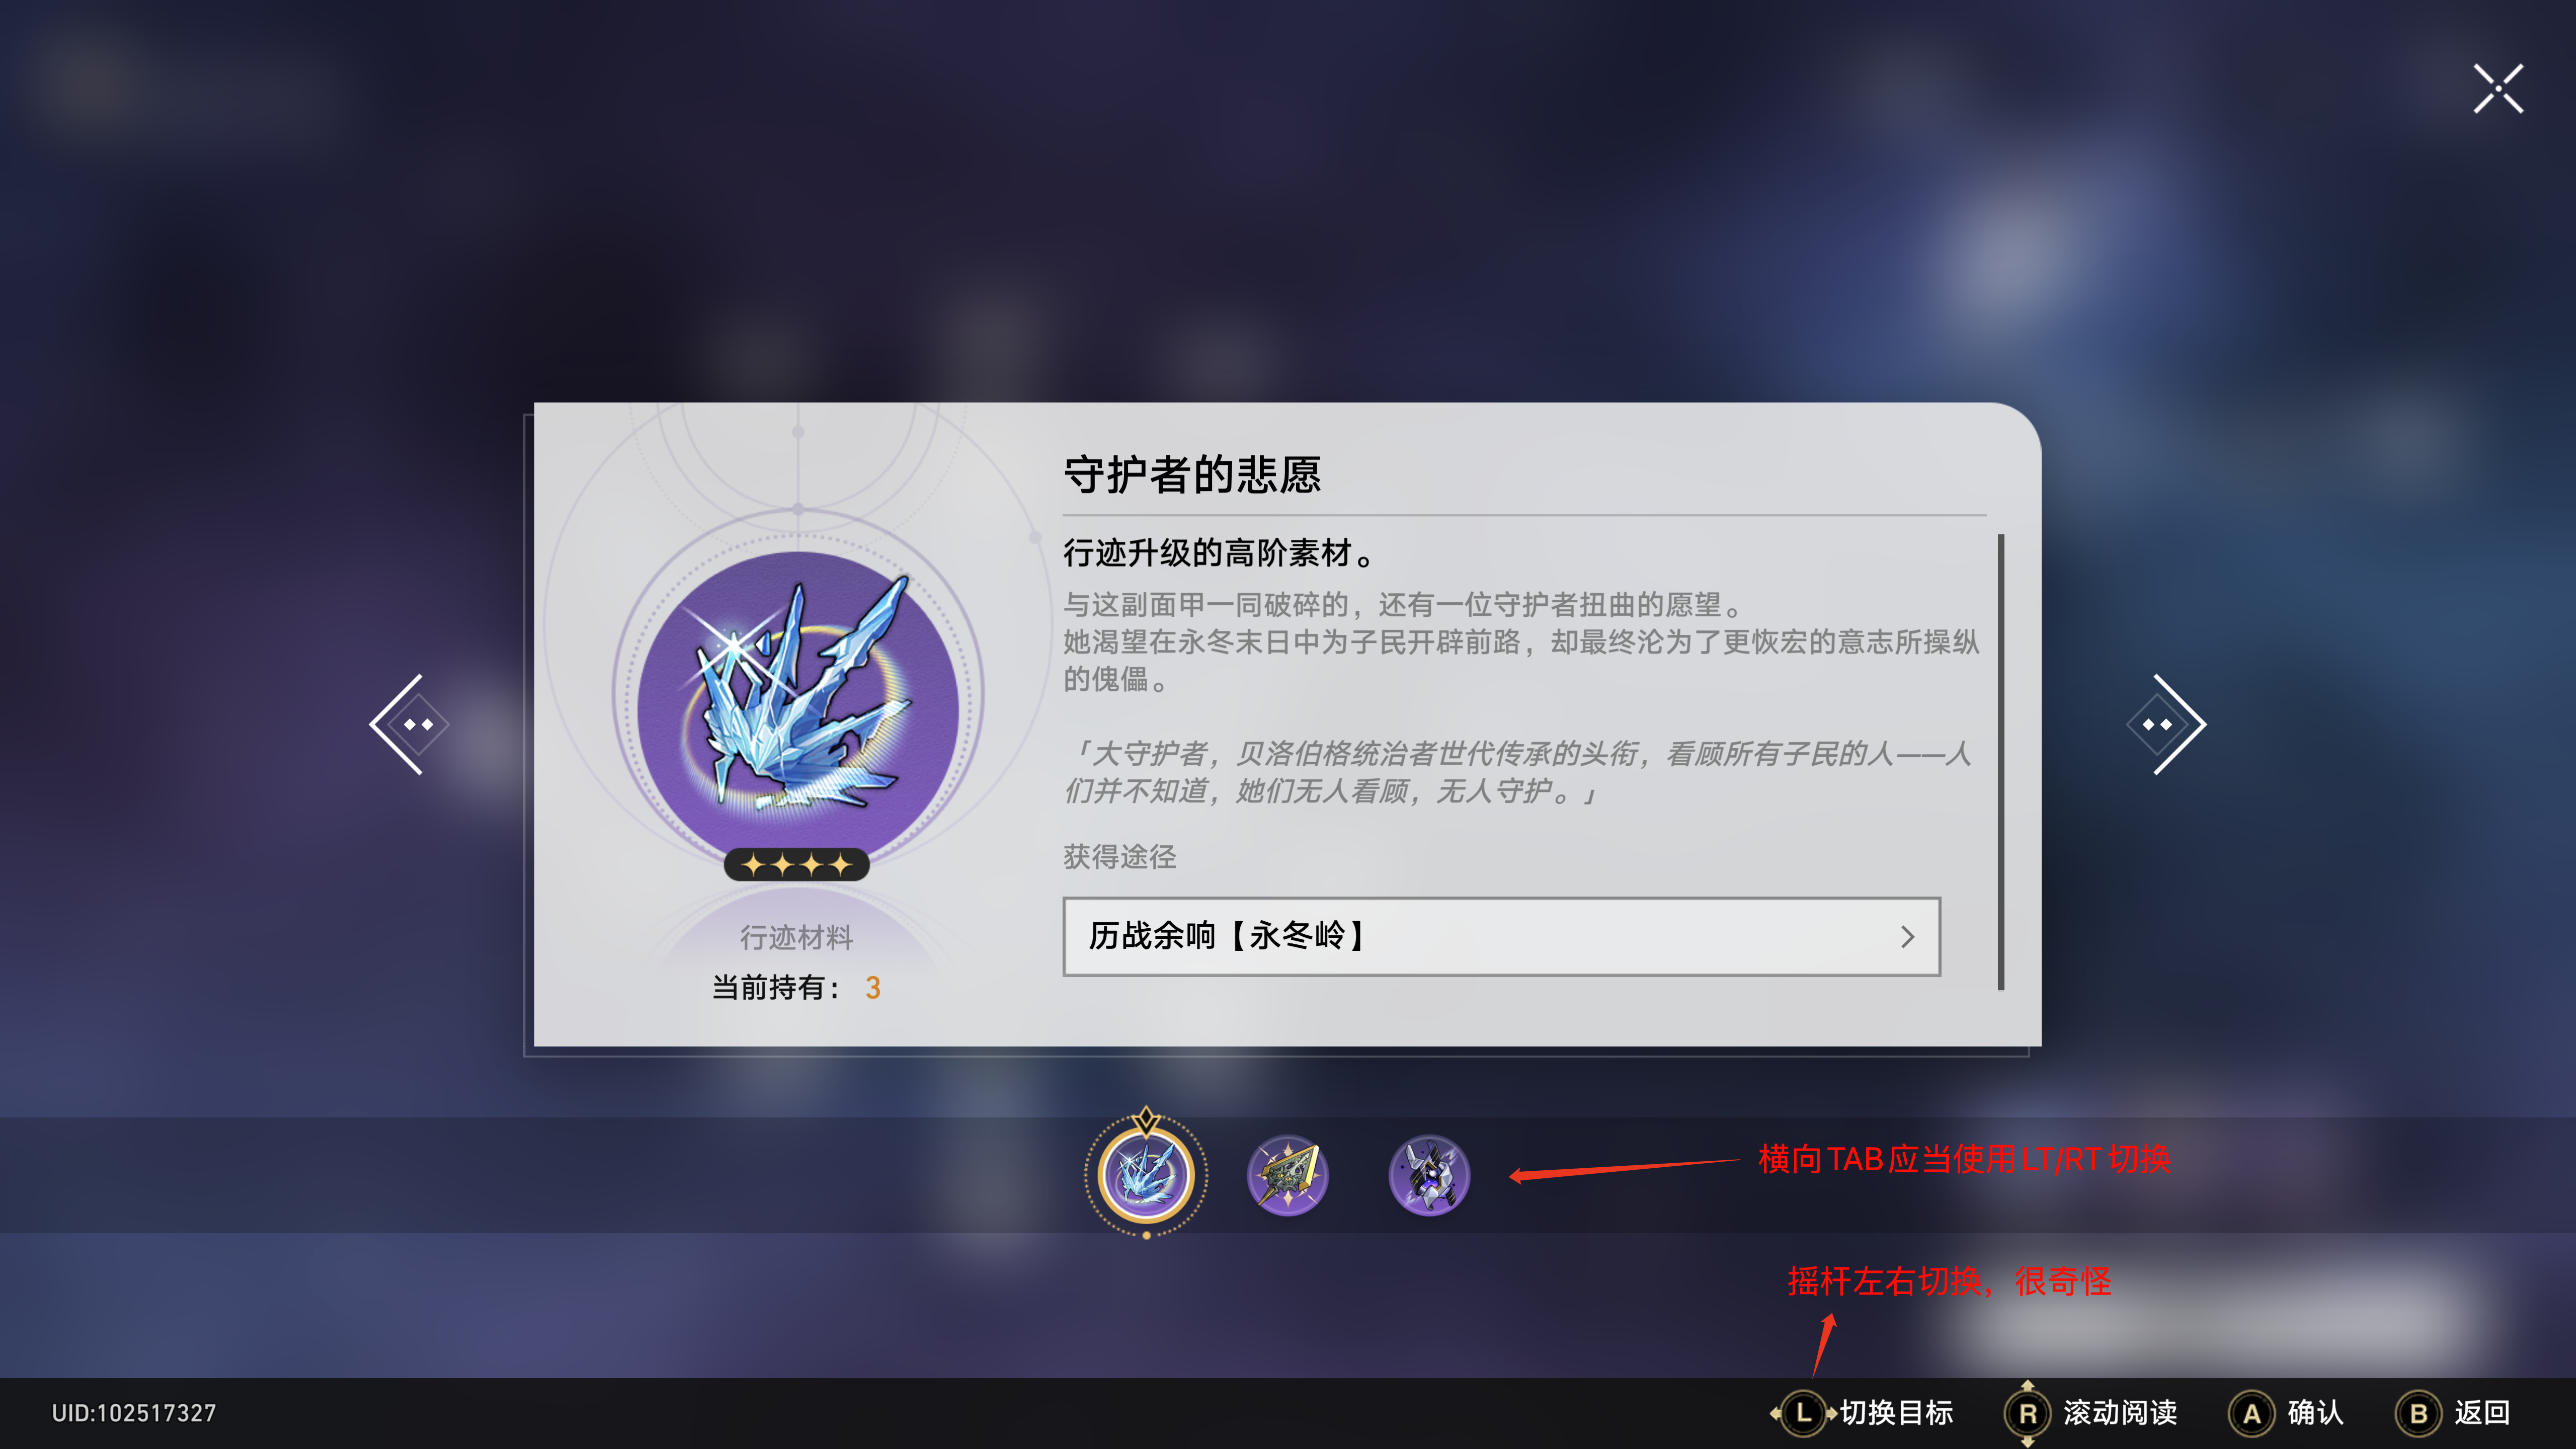 守护者的悲愿
行迹升级的高阶素材。
与这副面甲一同破碎的，还有一位守护者扭曲的愿望。
她渴望在永冬末日中为子民开辟前路，却最终沦为了更恢宏的意志所操纵
的傀儡。
「大守护者，贝洛伯格统治者世代传承的头衔，看顾所有子民的人——人
们并不知道，她们无人看顾，无人守护。」
获得途径
历战余响【永冬岭】
行迹材料
当前持有： 3
横向TAB应当使用LT/RT切换
摇杆左右切换，很奇怪
UID:102517327
L 切换目标
R 滚动阅读
A 确认
B 返回